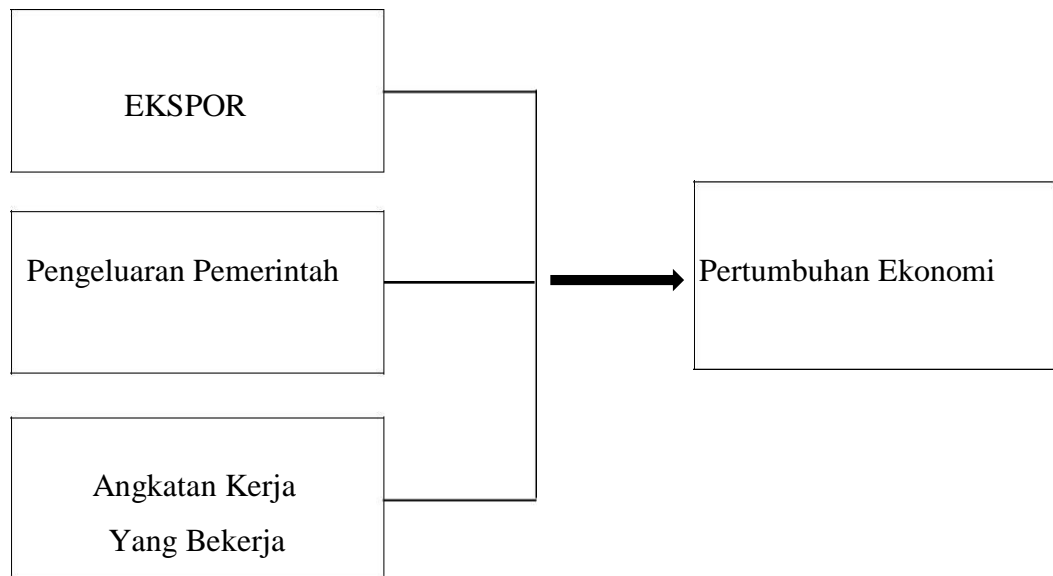 EKSPOR
Pengeluaran Pemerintah
Pertumbuhan Ekonomi
Angkatan Kerja
Yang Bekerja